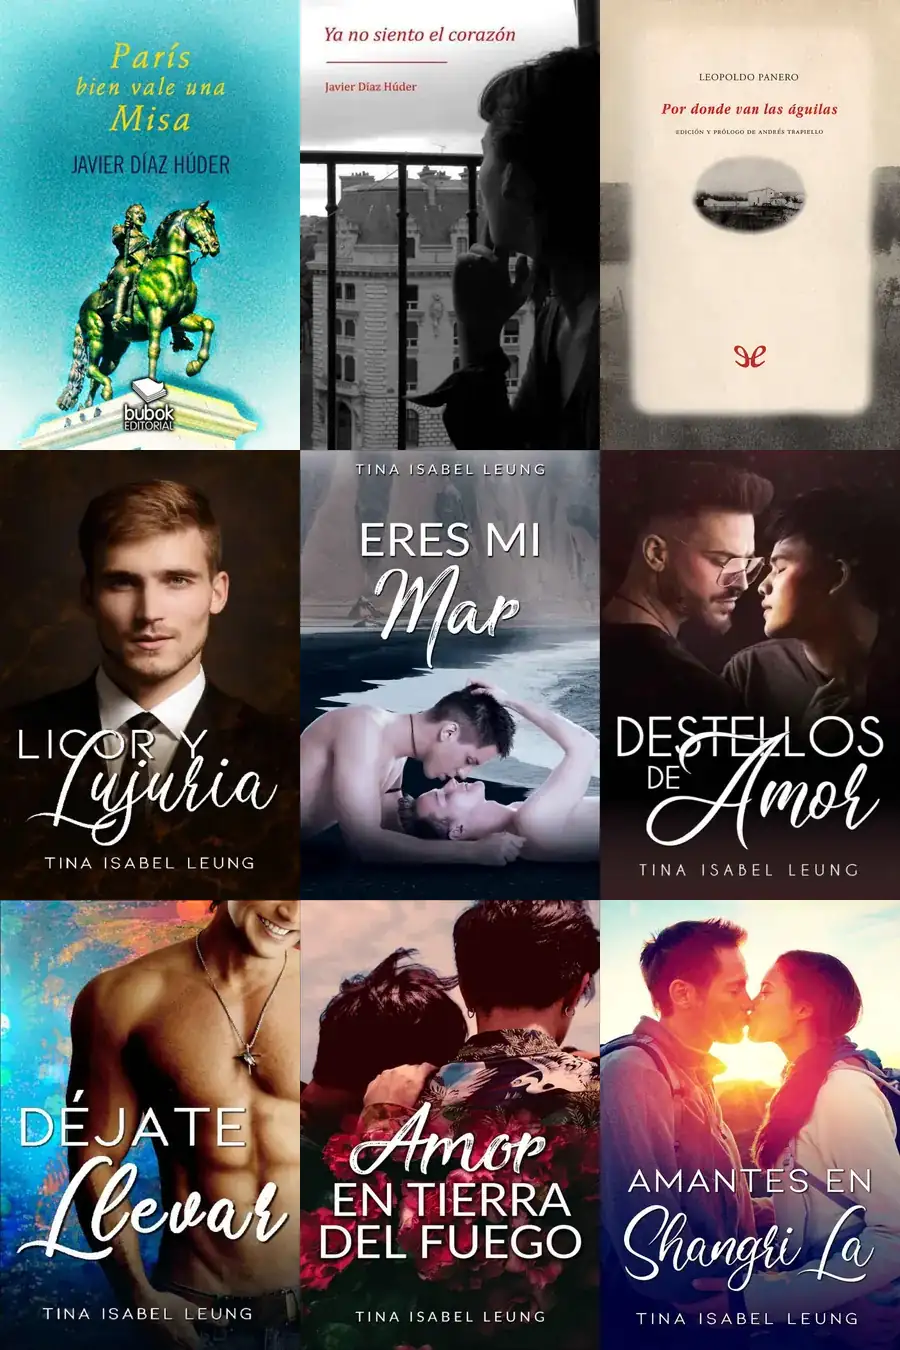 París
bien vale una
Misa
JAVIER DÍAZ HÚDER
bubok
EDITORIAL
Ya no siento el corazón
Javier Díaz Húder
LEOPOLDO PANERO
Por donde van las águilas
EDICIÓN Y PRÓLOGO DE ANDRÉS TRAPIELLO
LICOR Y
Lujuria
TINA ISABEL LEUNG
TINA ISABEL LEUNG
ERES MI
Mar
DESTELLOS
DE
Amor
TINA ISABEL LEUNG
DÉJATE
Llevar
TINA ISABEL LEUNG
Amor
EN TIERRA
DEL FUEGO
TINA ISABEL LEUNG
AMANTES EN
Shangri La
TINA ISABEL LEUNG